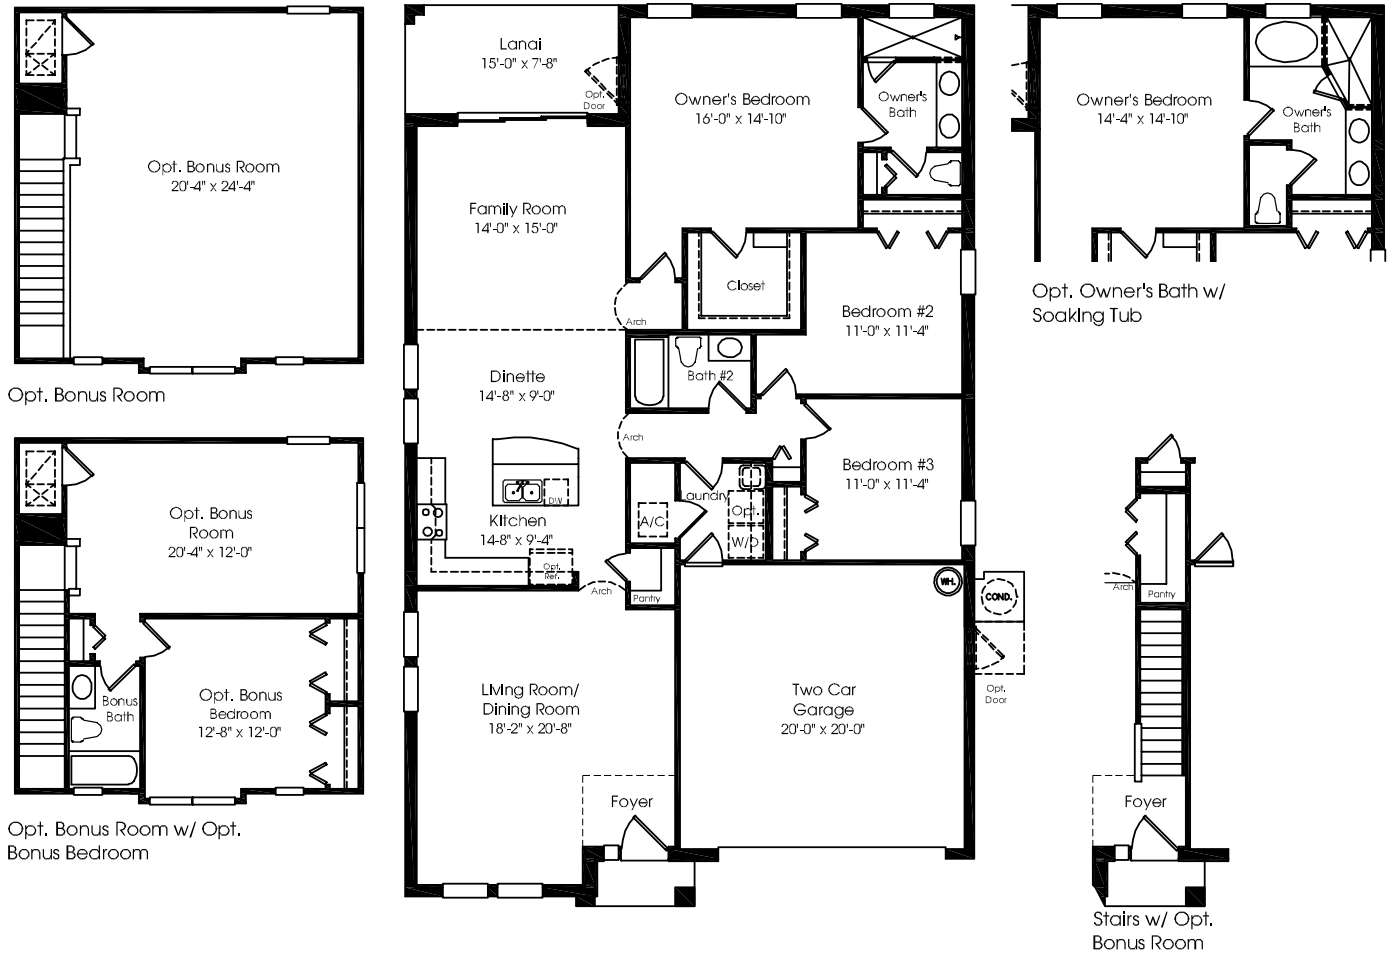 Opt. Bonus Room
20'-4" x 24'-4"
Opt. Bonus Room
Opt. Bonus
Room
20'-4" x 12'-0"
Bonus
Bath
Opt. Bonus
Bedroom
12'-8" x 12'-0"
Opt. Bonus Room w/ Opt.
Bonus Bedroom
Lanai
15'-0" x 7'-8"
Opt.
Door
Owner's Bedroom
16'-0" x 14'-10"
Owner's
Bath
Family Room
14'-0" x 15'-0"
Closet
Arch
Bedroom #2
11'-0" x 11'-4"
Dinette
14'-8" x 9'-0"
Bath #2
Arch
Bedroom #3
11'-0" x 11'-4"
DW
Kitchen
14-8" x 9'-4"
Opt.
Ref.
A/C
Laundry
Opt.
W/D
Arch
Pantry
WH.
COND.
Opt.
Door
Living Room/
Dining Room
18'-2" x 20'-8"
Two Car
Garage
20'-0" x 20'-0"
Foyer
Owner's Bedroom
14'-4" x 14'-10"
Owner's
Bath
Opt. Owner's Bath w/
Soaking Tub
Arch
Pantry
Foyer
Stairs w/ Opt.
Bonus Room